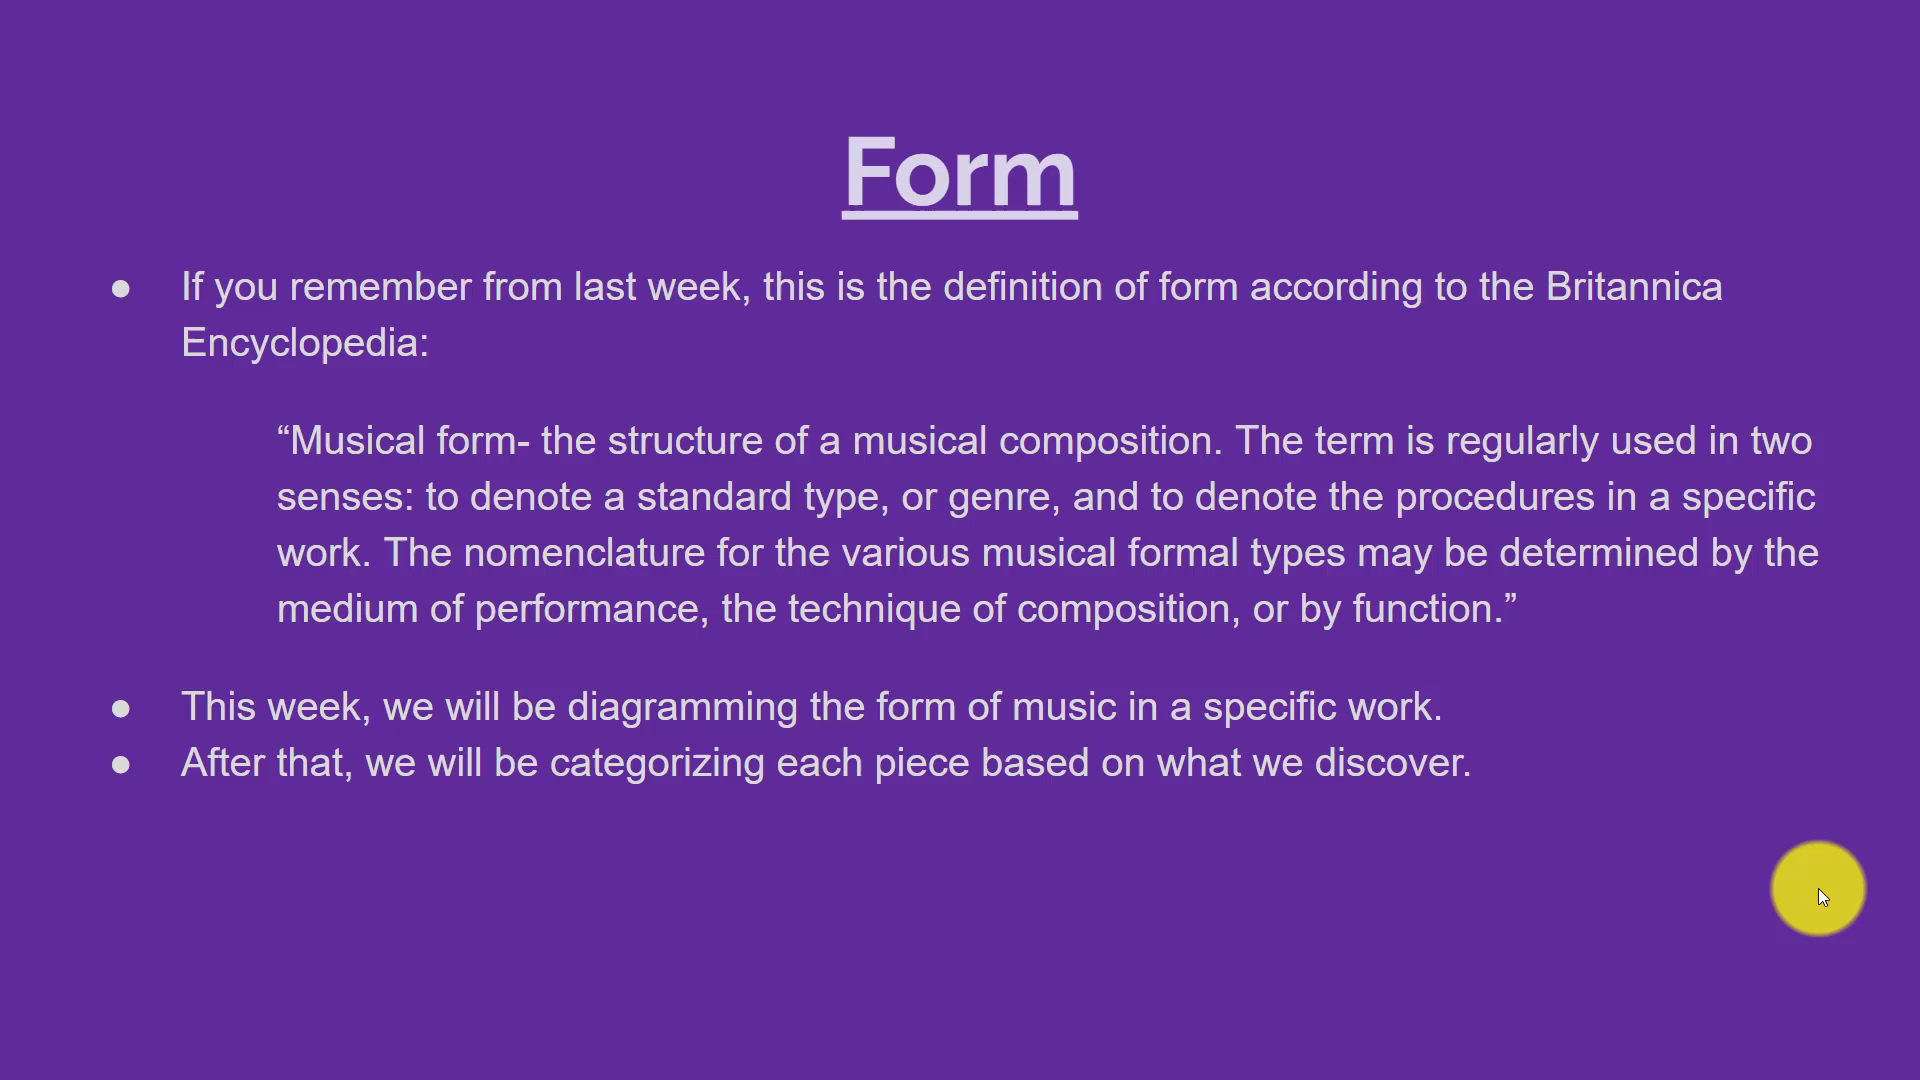 Form
● If you remember from last week, this is the definition of form according to the Britannica
Encyclopedia:
“Musical form- the structure of a musical composition. The term is regularly used in two
senses: to denote a standard type, or genre, and to denote the procedures in a specific
work. The nomenclature for the various musical formal types may be determined by the
medium of performance, the technique of composition, or by function.”
● This week, we will be diagramming the form of music in a specific work.
● After that, we will be categorizing each piece based on what we discover.